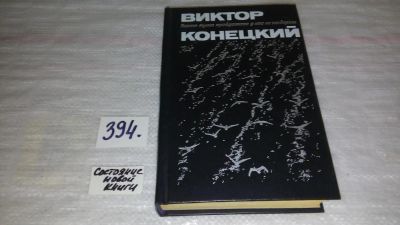 ВИКТОР
КОНЕЦКИЙ
394.
Состояние
новой
книги